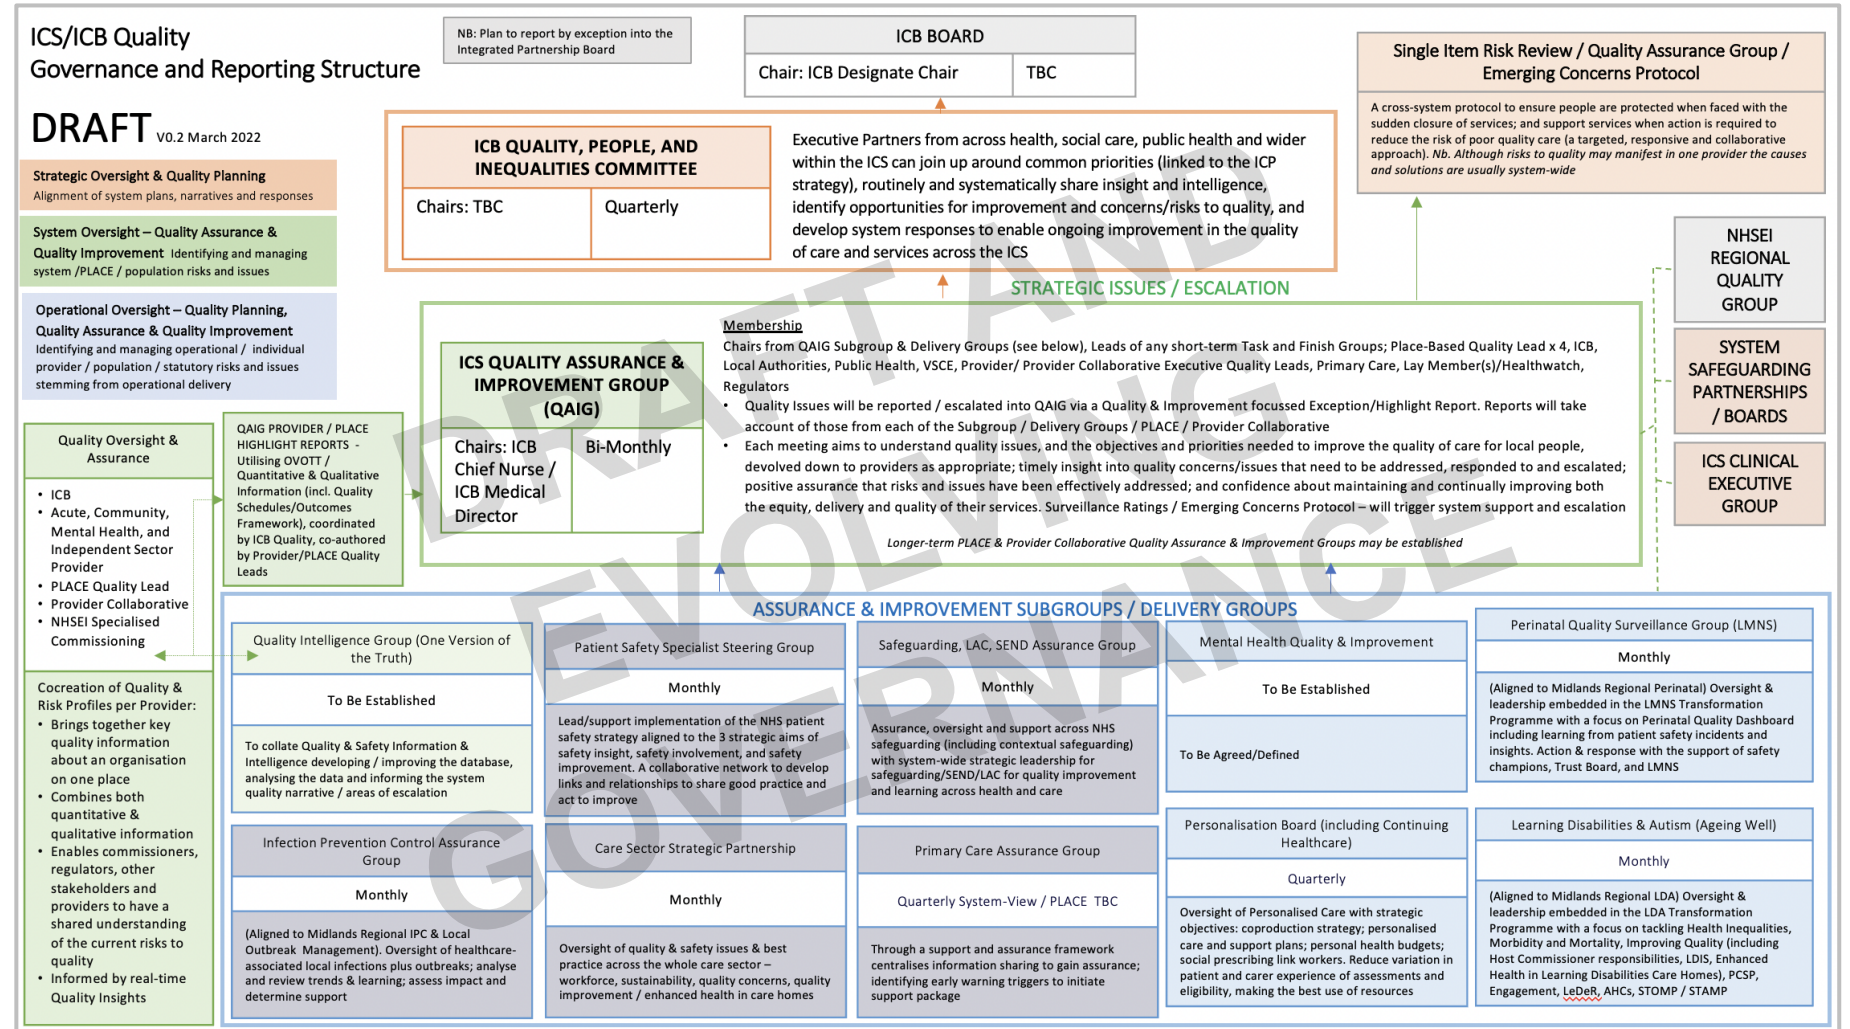 ICS/ICB Quality
Governance and Reporting Structure
DRAFT V0.2 March 2022
NB: Plan to report by exception into the
Integrated Partnership Board
ICB BOARD
Chair: ICB Designate Chair
TBC
Single Item Risk Review / Quality Assurance Group /
Emerging Concerns Protocol
A cross-system protocol to ensure people are protected when faced with the
sudden closure of services; and support services when action is required to
reduce the risk of poor quality care (a targeted, responsive and collaborative
approach). Nb. Although risks to quality may manifest in one provider the causes
and solutions are usually system-wide
Strategic Oversight & Quality Planning
Alignment of system plans, narratives and responses
System Oversight – Quality Assurance &
Quality Improvement Identifying and managing
system /PLACE / population risks and issues
Operational Oversight – Quality Planning,
Quality Assurance & Quality Improvement
Identifying and managing operational / individual
provider / population / statutory risks and issues
stemming from operational delivery
ICB QUALITY, PEOPLE, AND
INEQUALITIES COMMITTEE
Chairs: TBC
Quarterly
Executive Partners from across health, social care, public health and wider
within the ICS can join up around common priorities (linked to the ICP
strategy), routinely and systematically share insight and intelligence,
identify opportunities for improvement and concerns/risks to quality, and
develop system responses to enable ongoing improvement in the quality
of care and services across the ICS
STRATEGIC ISSUES / ESCALATION
NHSEI
REGIONAL
QUALITY
GROUP
SYSTEM
SAFEGUARDING
PARTNERSHIPS
/ BOARDS
ICS CLINICAL
EXECUTIVE
GROUP
ICS QUALITY ASSURANCE &
IMPROVEMENT GROUP
(QAIG)
Chairs: ICB
Chief Nurse /
ICB Medical
Director
Bi-Monthly
Membership
Chairs from QAIG Subgroup & Delivery Groups (see below), Leads of any short-term Task and Finish Groups; Place-Based Quality Lead x 4, ICB,
Local Authorities, Public Health, VSCE, Provider/ Provider Collaborative Executive Quality Leads, Primary Care, Lay Member(s)/Healthwatch,
Regulators
• Quality Issues will be reported / escalated into QAIG via a Quality & Improvement focussed Exception/Highlight Report. Reports will take
account of those from each of the Subgroup / Delivery Groups / PLACE / Provider Collaborative
• Each meeting aims to understand quality issues, and the objectives and priorities needed to improve the quality of care for local people,
devolved down to providers as appropriate; timely insight into quality concerns/issues that need to be addressed, responded to and escalated;
positive assurance that risks and issues have been effectively addressed; and confidence about maintaining and continually improving both
the equity, delivery and quality of their services. Surveillance Ratings / Emerging Concerns Protocol – will trigger system support and escalation
Longer-term PLACE & Provider Collaborative Quality Assurance & Improvement Groups may be established
Quality Oversight &
Assurance
• ICB
• Acute, Community,
Mental Health, and
Independent Sector
Provider
• PLACE Quality Lead
• Provider Collaborative
• NHSEI Specialised
Commissioning
QAIG PROVIDER / PLACE
HIGHLIGHT REPORTS -
Utilising OVOTT /
Quantitative & Qualitative
Information (incl. Quality
Schedules/Outcomes
Framework), coordinated
by ICB Quality, co-authored
by Provider/PLACE Quality
Leads
Cocreation of Quality &
Risk Profiles per Provider:
• Brings together key
quality information
about an organisation
on one place
• Combines both
quantitative &
qualitative information
• Enables commissioners,
regulators, other
stakeholders and
providers to have a
shared understanding
of the current risks to
quality
• Informed by real-time
Quality Insights
ASSURANCE & IMPROVEMENT SUBGROUPS / DELIVERY GROUPS
Quality Intelligence Group (One Version of
the Truth)
To Be Established
To collate Quality & Safety Information &
Intelligence developing / improving the database,
analysing the data and informing the system
quality narrative / areas of escalation
Patient Safety Specialist Steering Group
Monthly
Lead/support implementation of the NHS patient
safety strategy aligned to the 3 strategic aims of
safety insight, safety involvement, and safety
improvement. A collaborative network to develop
links and relationships to share good practice and
act to improve
Safeguarding, LAC, SEND Assurance Group
Monthly
Assurance, oversight and support across NHS
safeguarding (including contextual safeguarding)
with system-wide strategic leadership for
safeguarding/SEND/LAC for quality improvement
and learning across health and care
Mental Health Quality & Improvement
To Be Established
To Be Agreed/Defined
Perinatal Quality Surveillance Group (LMNS)
Monthly
(Aligned to Midlands Regional Perinatal) Oversight &
leadership embedded in the LMNS Transformation
Programme with a focus on Perinatal Quality Dashboard
including learning from patient safety incidents and
insights. Action & response with the support of safety
champions, Trust Board, and LMNS
Infection Prevention Control Assurance
Group
Monthly
(Aligned to Midlands Regional IPC & Local
Outbreak Management). Oversight of healthcare-
associated local infections plus outbreaks; analyse
and review trends & learning; assess impact and
determine support
Care Sector Strategic Partnership
Monthly
Oversight of quality & safety issues & best
practice across the whole care sector –
workforce, sustainability, quality concerns, quality
improvement / enhanced health in care homes
Primary Care Assurance Group
Quarterly System-View / PLACE TBC
Through a support and assurance framework
centralises information sharing to gain assurance;
identifying early warning triggers to initiate
support package
Personalisation Board (including Continuing
Healthcare)
Quarterly
Oversight of Personalised Care with strategic
objectives: coproduction strategy; personalised
care and support plans; personal health budgets;
social prescribing link workers. Reduce variation in
patient and carer experience of assessments and
eligibility, making the best use of resources
Learning Disabilities & Autism (Ageing Well)
Monthly
(Aligned to Midlands Regional LDA) Oversight &
leadership embedded in the LDA Transformation
Programme with a focus on tackling Health Inequalities,
Morbidity and Mortality, Improving Quality (including
Host Commissioner responsibilities, LDIS, Enhanced
Health in Learning Disabilities Care Homes), PCSP,
Engagement, LeDeR, AHCs, STOMP / STAMP
DRAFT AND
EVOLVING
GOVERNANCE